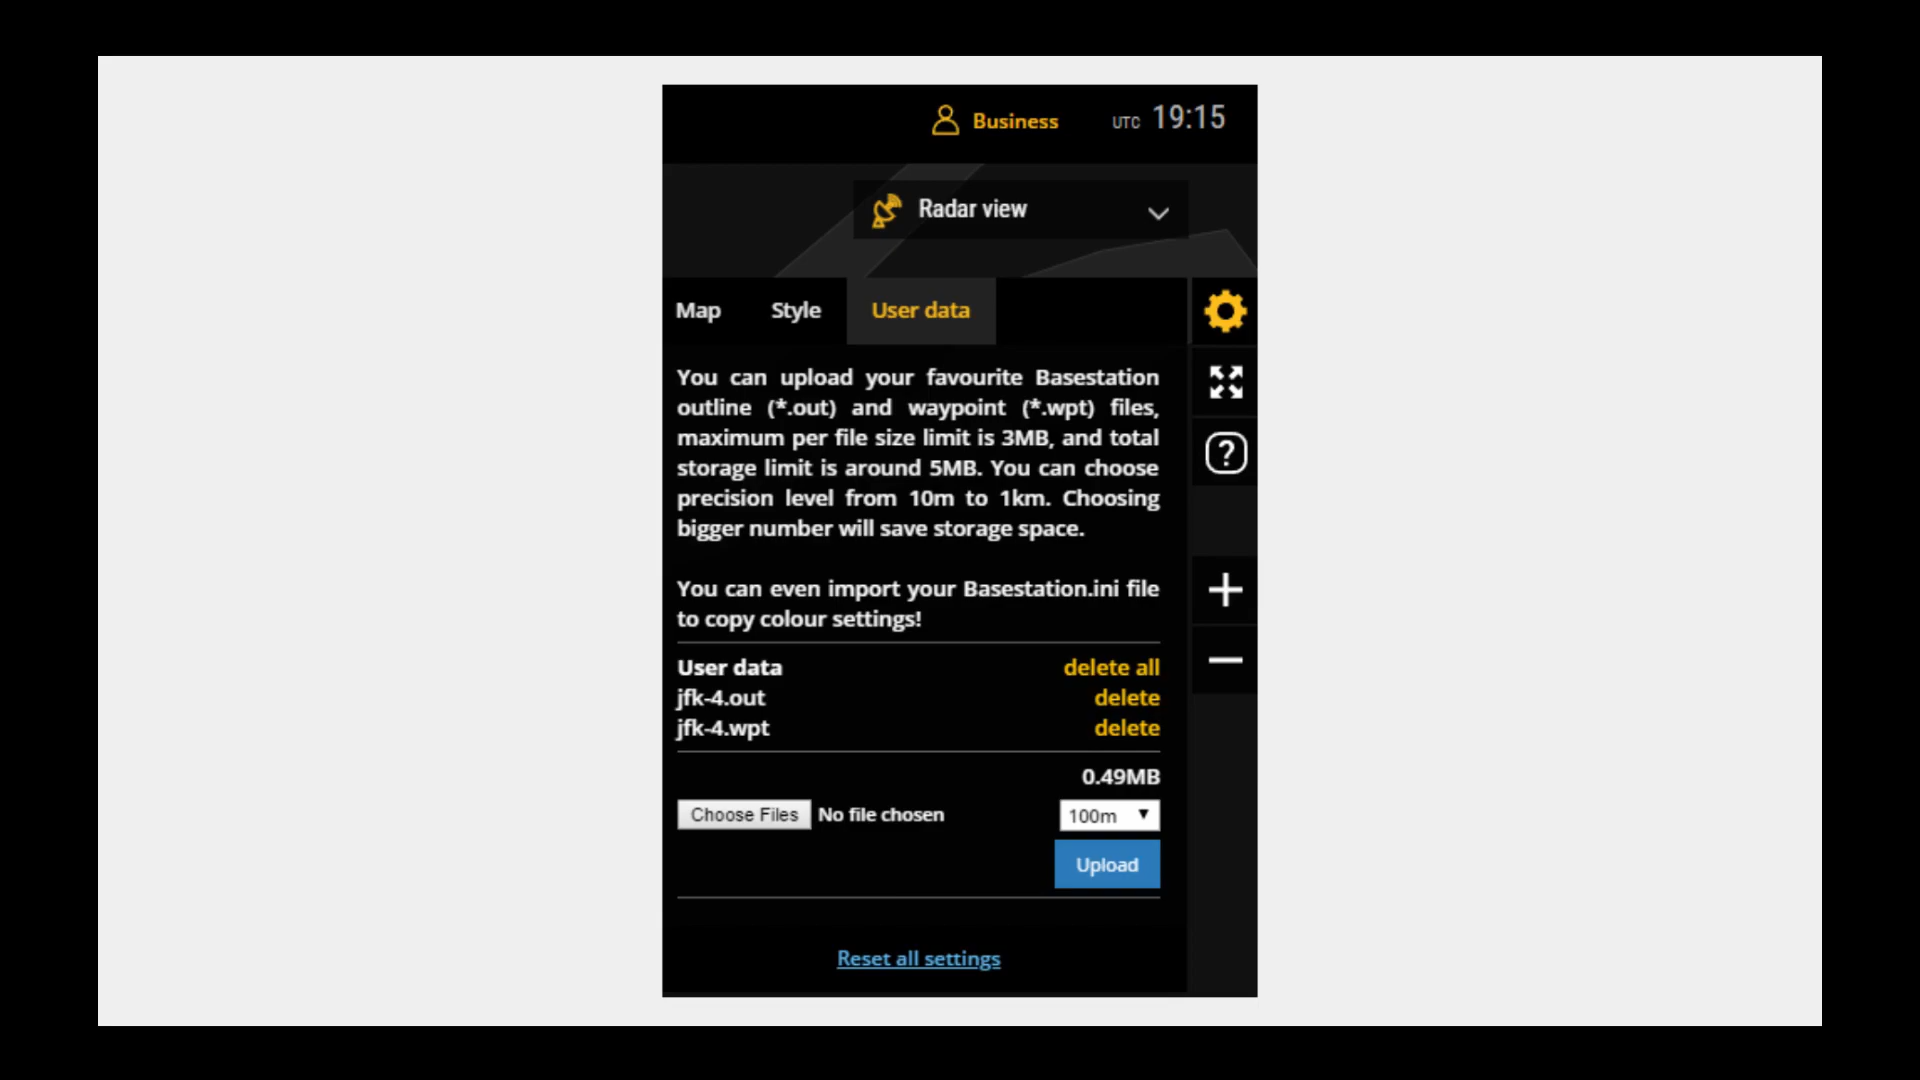 Business UTC 19:15
Radar view
Map Style User data
You can upload your favourite Basestation
outline (*.out) and waypoint (*.wpt) files,
maximum per file size limit is 3MB, and total
storage limit is around 5MB. You can choose
precision level from 10m to 1km. Choosing
bigger number will save storage space.
You can even import your Basestation.ini file
to copy colour settings!
User data delete all
jfk-4.out delete
jfk-4.wpt delete
0.49MB
Choose Files No file chosen 100m
Upload
Reset all settings